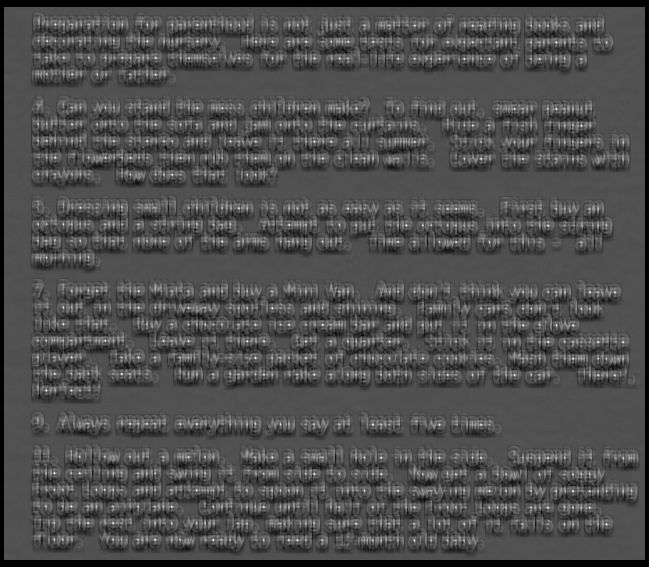 Preparation for parenthood is not just a matter of reading books and
decorating the nursery. Here are some tests for expectant parents to
take to prepare themselves for the real-life experience of being a
mother or father.
4. Can you stand the mess children make? To find out, smear peanut
butter onto the sofa and jam onto the curtains. Hide a fish finger
behind the stereo and leave it there all summer. Stick your fingers in
the flowerbeds then rub them on the clean walls. Cover the stains with
crayons. How does that look?
5. Dressing small children is not as easy as it seems. First buy an
octopus and a string bag. Attempt to put the octopus into the string
bag so that none of the arms hang out. Time allowed for this - all
morning.
7. Forget the Miata and buy a Mini Van. And don't think you can leave
it out in the driveway spotless and shining. Family cars don't look
like that. Buy a chocolate ice cream bar and put it in the glove
compartment. Leave it there. Get a quarter. Stick it in the cassette
player. Take a family-size packet of chocolate cookies. Mash them down
the back seats. Run a garden rake along both sides of the car. There!.
Perfect!
9. Always repeat everything you say at least five times.
11. Hollow out a melon. Make a small hole in the side. Suspend it from
the ceiling and swing it from side to side. Now get a bowl of soggy
Froot Loops and attempt to spoon it into the swaying melon by pretending
to be an airplane. Continue until half of the Froot Loops are gone.
Tip the rest into your lap, making sure that a lot of it falls on the
floor. You are now ready to feed a 12-month old baby.